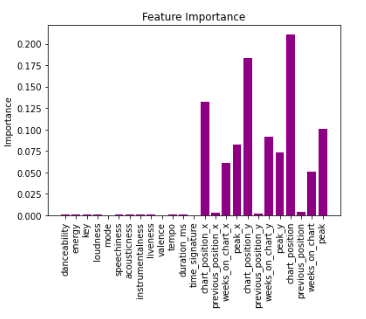 Feature Importance
0.200
0.175
0.150
0.125
0.100
0.075
0.050
0.025
0.000
Importance
danceability
energy
key
loudness
mode
speechiness
acousticness
instrumentalness
liveness
valence
tempo
duration_ms
time_signature
chart_position_x
previous_position_x
weeks_on_chart_x
peak_x
chart_position_y
previous_position_y
weeks_on_chart_y
peak_y
chart_position
previous_position
weeks_on_chart
peak